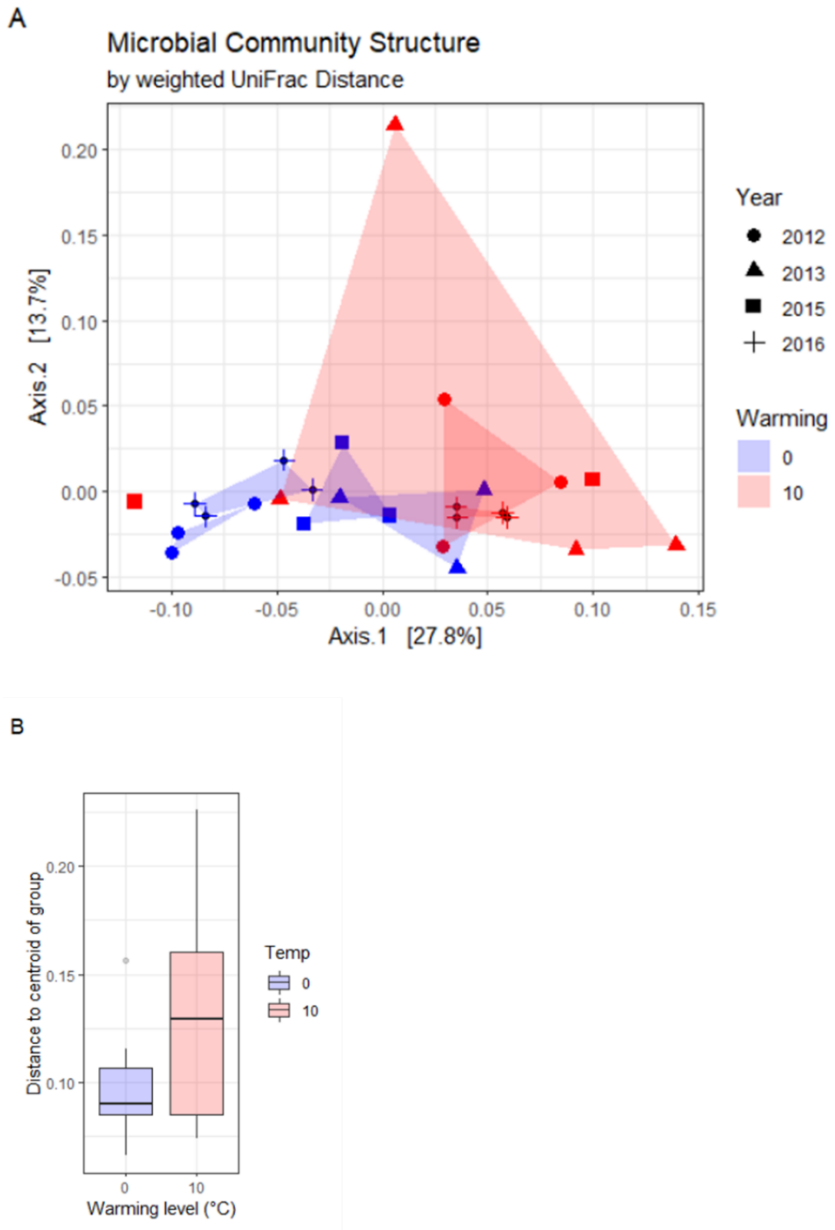 A
Microbial Community Structure
by weighted UniFrac Distance
0.20
0.15
0.10
0.05
0.00
-0.05
Axis.2 [13.7%]
-0.10
-0.05
0.00
0.05
0.10
0.15
Axis.1 [27.8%]
Year
2012
2013
2015
2016
Warming
0
10
B
0.20
0.15
0.10
Distance to centroid of group
0
10
Warming level (°C)
Temp
0
10